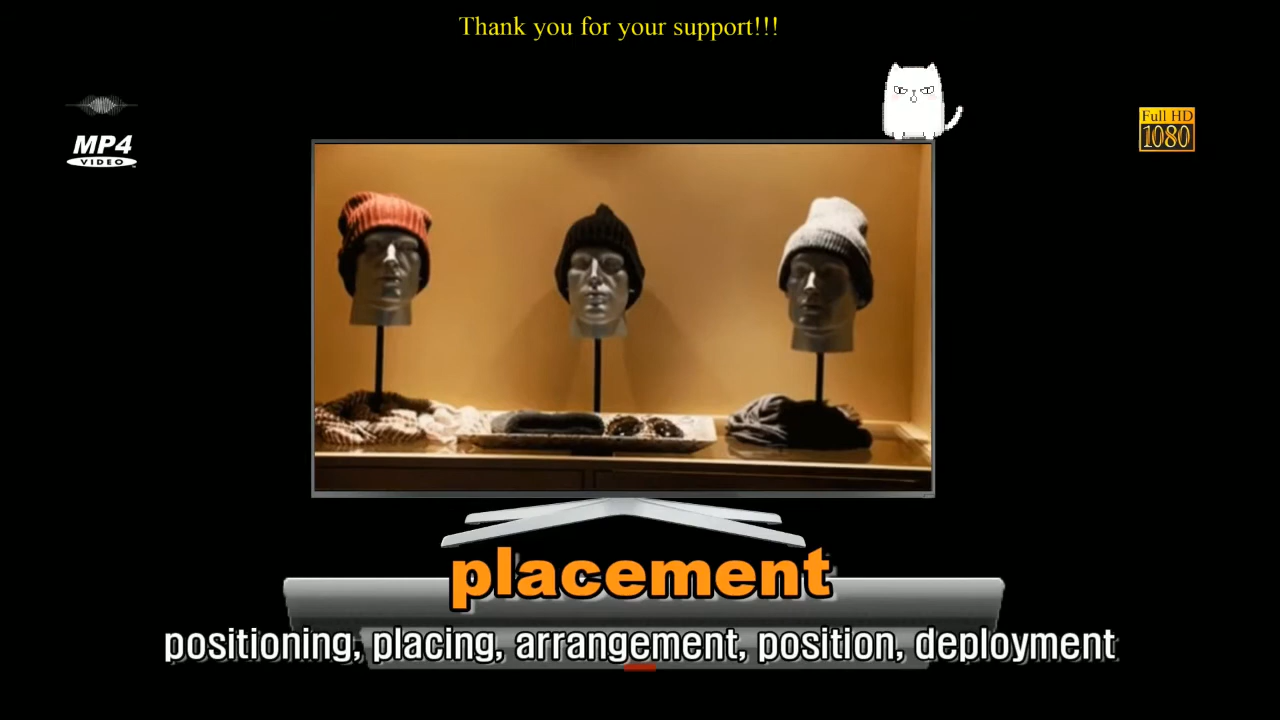 Thank you for your support!!!
Full HD
1080
MP4
VIDEO
placement
positioning, placing, arrangement, position, deployment